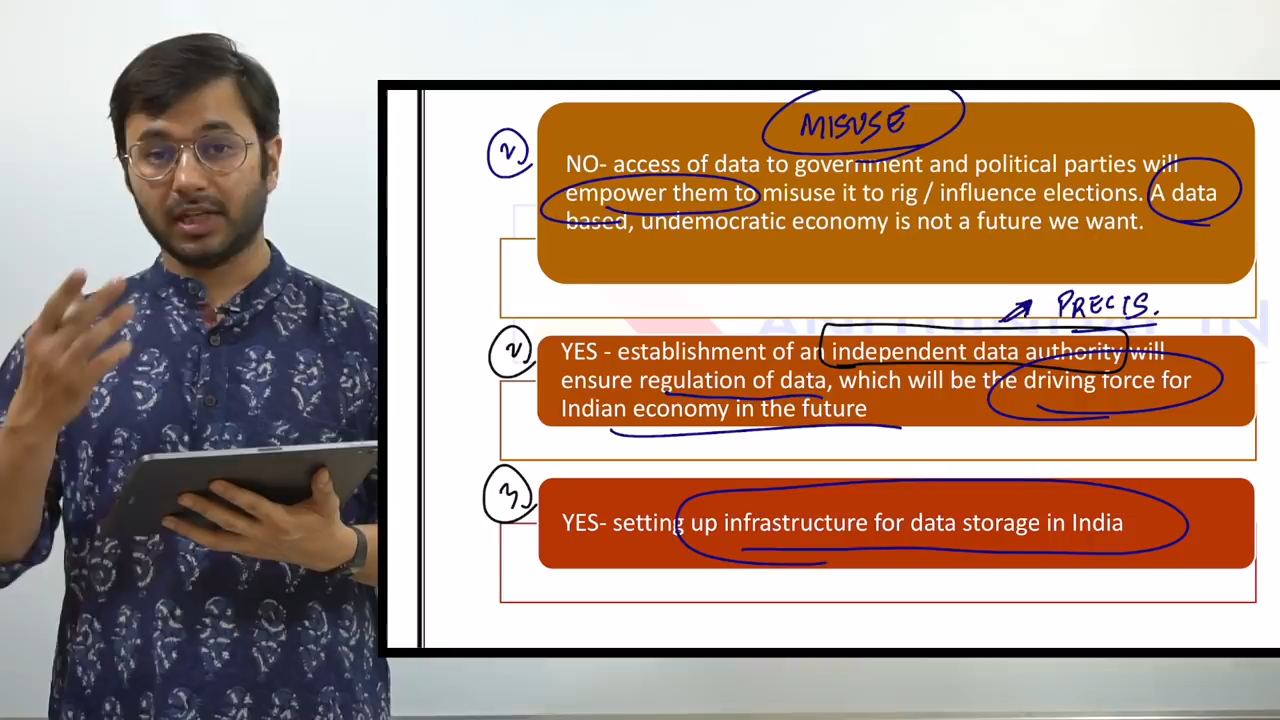 MISUSE
2
NO- access of data to government and political parties will
empower them to misuse it to rig / influence elections. A data
based, undemocratic economy is not a future we want.
PRECIS.
2
YES - establishment of an independent data authority will
ensure regulation of data, which will be the driving force for
Indian economy in the future
3
YES- setting up infrastructure for data storage in India